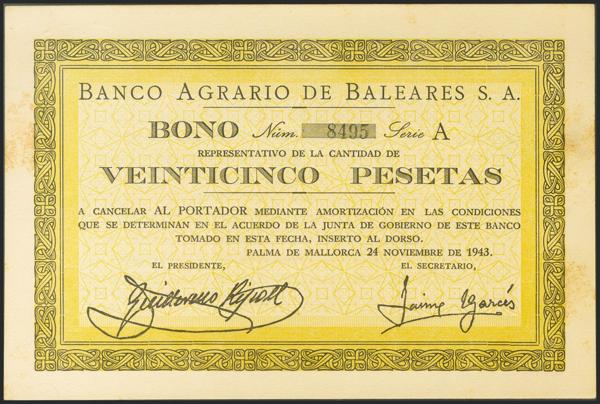 BANCO AGRARIO DE BALEARES S. A.
BONO Núm. 8495 Serie A
REPRESENTATIVO DE LA CANTIDAD DE
VEINTICINCO PESETAS
A CANCELAR AL PORTADOR MEDIANTE AMORTIZACIÓN EN LAS CONDICIONES
QUE SE DETERMINAN EN EL ACUERDO DE LA JUNTA DE GOBIERNO DE ESTE BANCO
TOMADO EN ESTA FECHA, INSERTO AL DORSO.
PALMA DE MALLORCA 24 NOVIEMBRE DE 1943.
EL PRESIDENTE, EL SECRETARIO,
Guillermo Ripoll Jaime Garcés